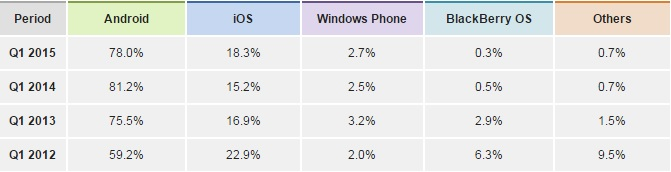 Period Android iOS Windows Phone BlackBerry OS Others
Q1 2015 78.0% 18.3% 2.7% 0.3% 0.7%
Q1 2014 81.2% 15.2% 2.5% 0.5% 0.7%
Q1 2013 75.5% 16.9% 3.2% 2.9% 1.5%
Q1 2012 59.2% 22.9% 2.0% 6.3% 9.5%